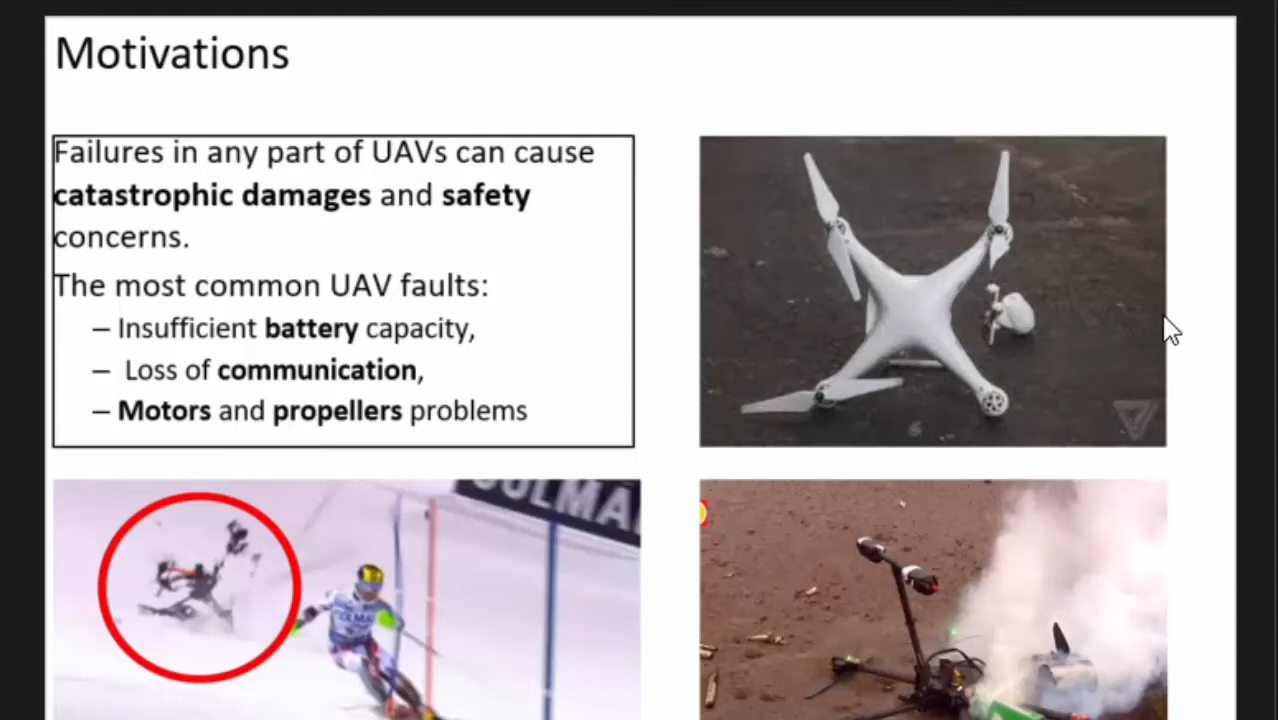 Motivations
Failures in any part of UAVs can cause
catastrophic damages and safety
concerns.
The most common UAV faults:
– Insufficient battery capacity,
– Loss of communication,
– Motors and propellers problems